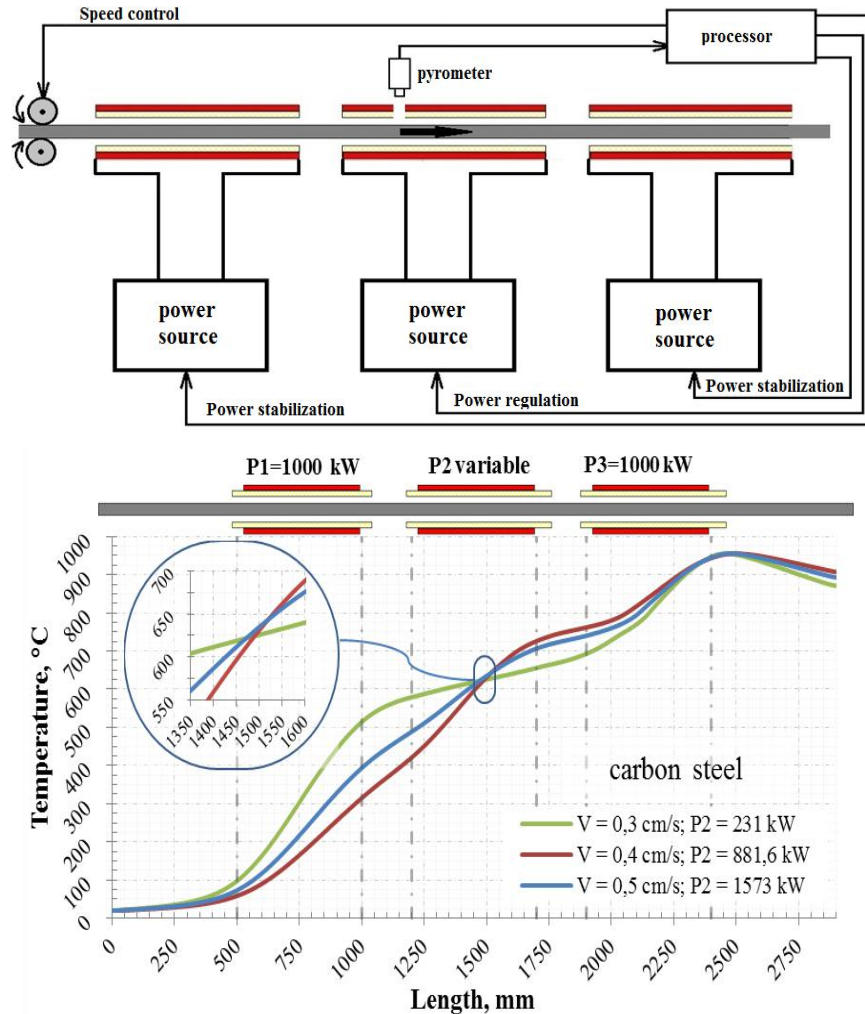 Speed control
processor
pyrometer
power
source
power
source
power
source
Power stabilization
Power regulation
Power stabilization
P1=1000 kW
P2 variable
P3=1000 kW
Temperature, °C
1000
900
800
700
600
500
400
300
200
100
0
700
650
600
550
1350
1400
1450
1500
1550
1600
carbon steel
V = 0,3 cm/s; P2 = 231 kW
V = 0,4 cm/s; P2 = 881,6 kW
V = 0,5 cm/s; P2 = 1573 kW
0
250
500
750
1000
1250
1500
1750
2000
2250
2500
2750
Length, mm